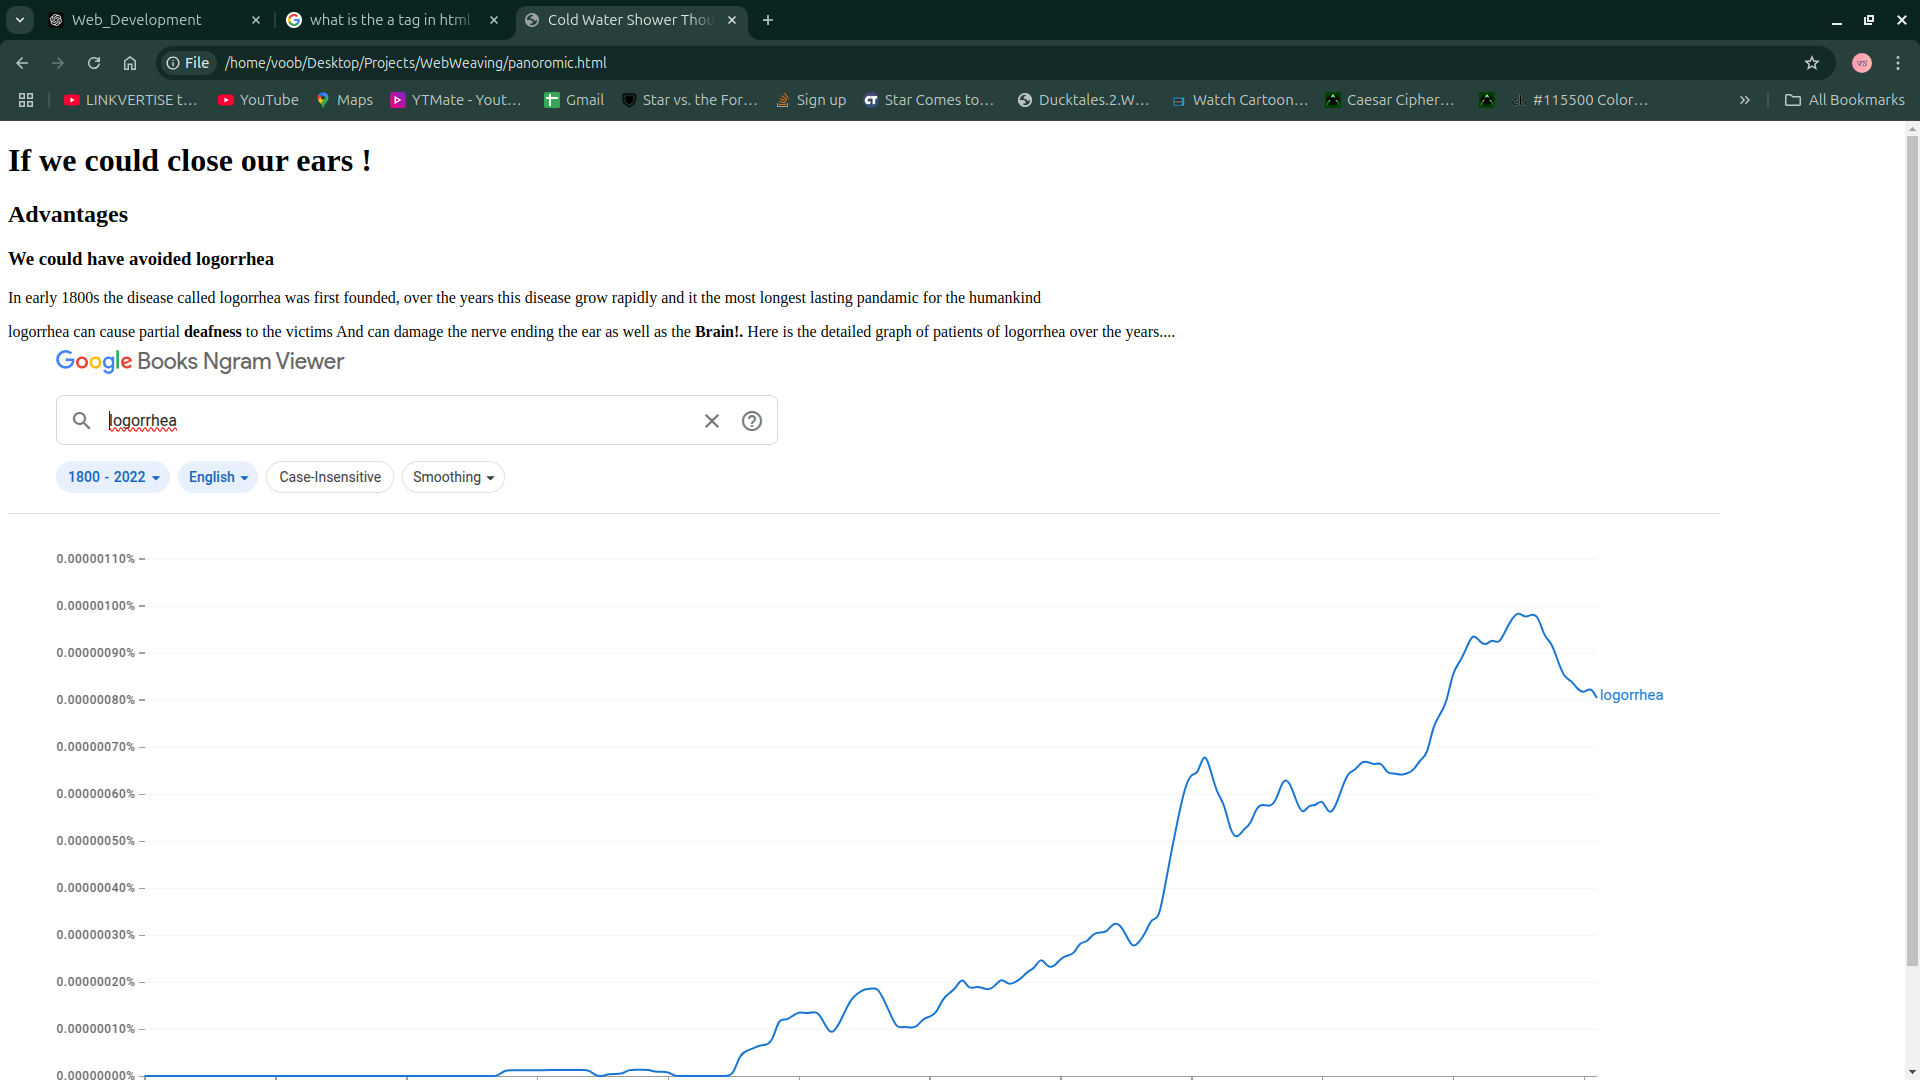 Web_Development
what is the a tag in html
Cold Water Shower Thou
File
/home/voob/Desktop/Projects/WebWeaving/panoromic.html
VS
LINKVERTISE t...
YouTube
Maps
YTMate - Yout...
Gmail
Star vs. the For...
Sign up
CT
Star Comes to...
Ducktales.2.W...
Watch Cartoon...
Caesar Cipher...
ch
#115500 Color...
All Bookmarks
If we could close our ears !
Advantages
We could have avoided logorrhea
In early 1800s the disease called logorrhea was first founded, over the years this disease grow rapidly and it the most longest lasting pandamic for the humankind
logorrhea can cause partial deafness to the victims And can damage the nerve ending the ear as well as the Brain!. Here is the detailed graph of patients of logorrhea over the years....
Google Books Ngram Viewer
logorrhea
1800 - 2022
English
Case-Insensitive
Smoothing
0.00000110%
0.00000100%
0.00000090%
0.00000080%
logorrhea
0.00000070%
0.00000060%
0.00000050%
0.00000040%
0.00000030%
0.00000020%
0.00000010%
0.00000000%